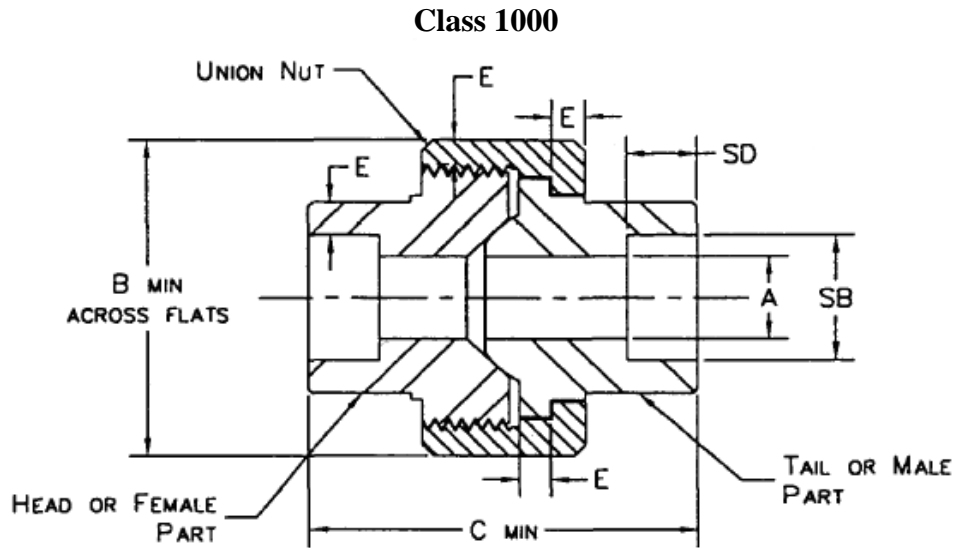 Class 1000
UNION NUT
E
E
SD
E
B MIN
ACROSS FLATS
A
SB
HEAD OR FEMALE
PART
E
C MIN
TAIL OR MALE
PART